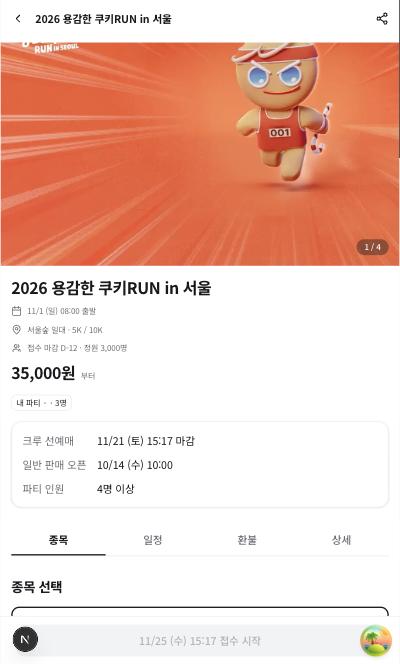 2026 용감한 쿠키RUN in 서울
RUN IN SEOUL
001
1 / 4
2026 용감한 쿠키RUN in 서울
11/1 (일) 08:00 출발
서울숲 일대 · 5K / 10K
접수 마감 D-12 · 정원 3,000명
35,000원 부터
내 파티 · · 3명
크루 선예매 11/21 (토) 15:17 마감
일반 판매 오픈 10/14 (수) 10:00
파티 인원 4명 이상
종목 일정 환불 상세
종목 선택
N 11/25 (수) 15:17 접수 시작